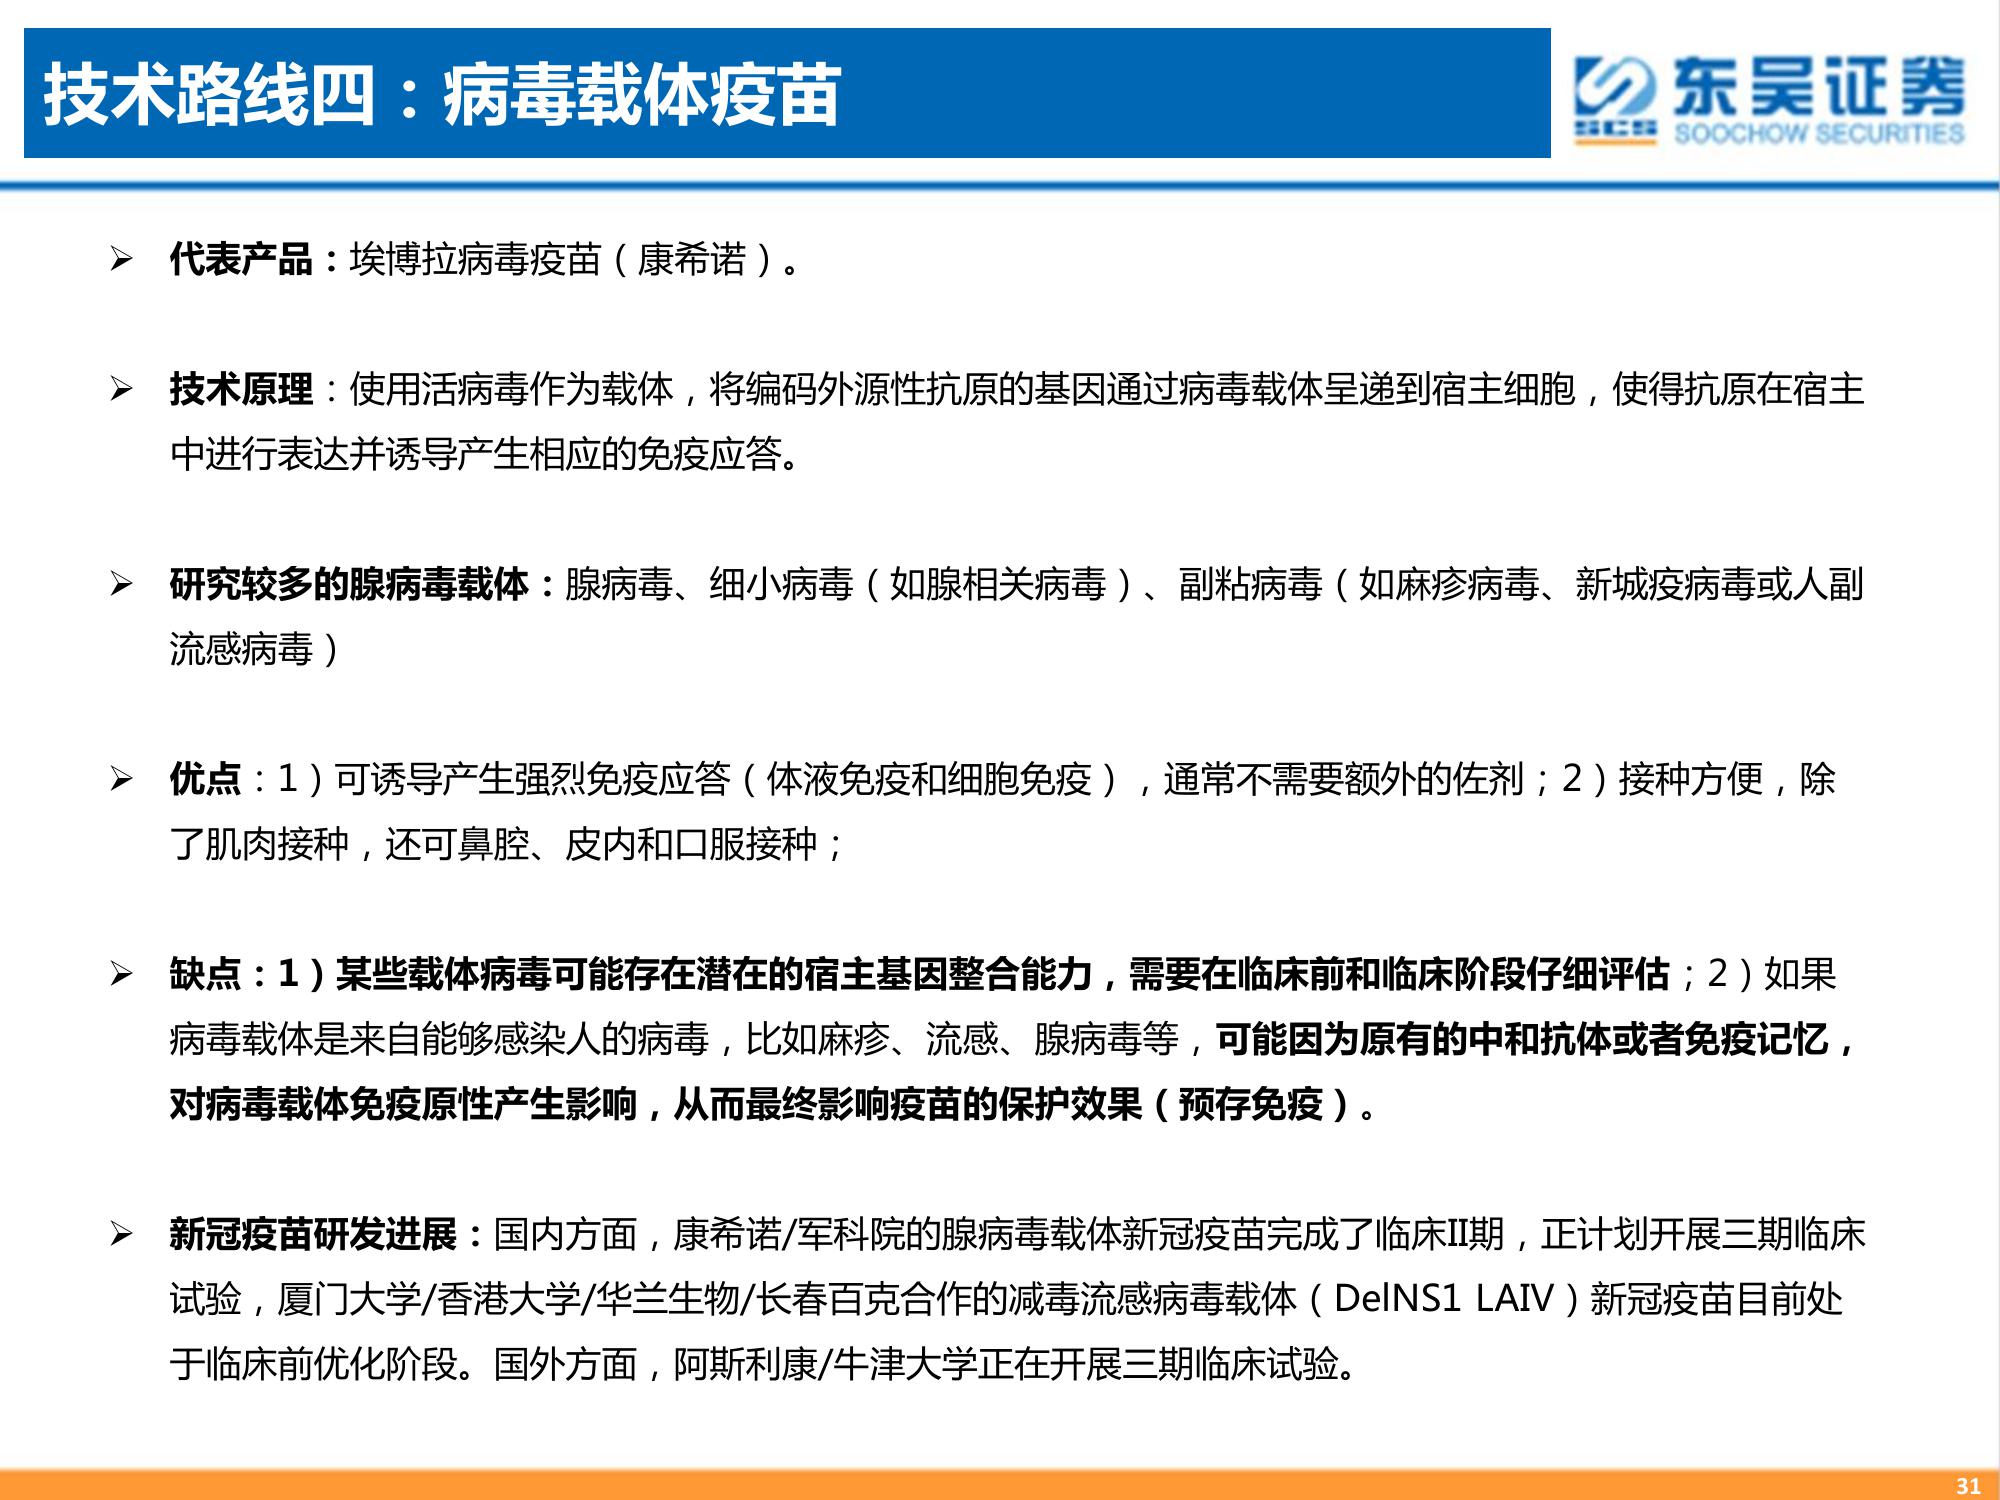 技术路线四：病毒载体疫苗
东吴证券
SCS
SOOCHOW SECURITIES
➢ 代表产品：埃博拉病毒疫苗（康希诺）。
➢ 技术原理：使用活病毒作为载体，将编码外源性抗原的基因通过病毒载体呈递到宿主细胞，使得抗原在宿主
中进行表达并诱导产生相应的免疫应答。
➢ 研究较多的腺病毒载体：腺病毒、细小病毒（如腺相关病毒）、副粘病毒（如麻疹病毒、新城疫病毒或人副
流感病毒）
➢ 优点：1）可诱导产生强烈免疫应答（体液免疫和细胞免疫），通常不需要额外的佐剂；2）接种方便，除
了肌肉接种，还可鼻腔、皮内和口服接种；
➢ 缺点：1）某些载体病毒可能存在潜在的宿主基因整合能力，需要在临床前和临床阶段仔细评估；2）如果
病毒载体是来自能够感染人的病毒，比如麻疹、流感、腺病毒等，可能因为原有的中和抗体或者免疫记忆，
对病毒载体免疫原性产生影响，从而最终影响疫苗的保护效果（预存免疫）。
➢ 新冠疫苗研发进展：国内方面，康希诺/军科院的腺病毒载体新冠疫苗完成了临床II期，正计划开展三期临床
试验，厦门大学/香港大学/华兰生物/长春百克合作的减毒流感病毒载体（DelNS1 LAIV）新冠疫苗目前处
于临床前优化阶段。国外方面，阿斯利康/牛津大学正在开展三期临床试验。
31